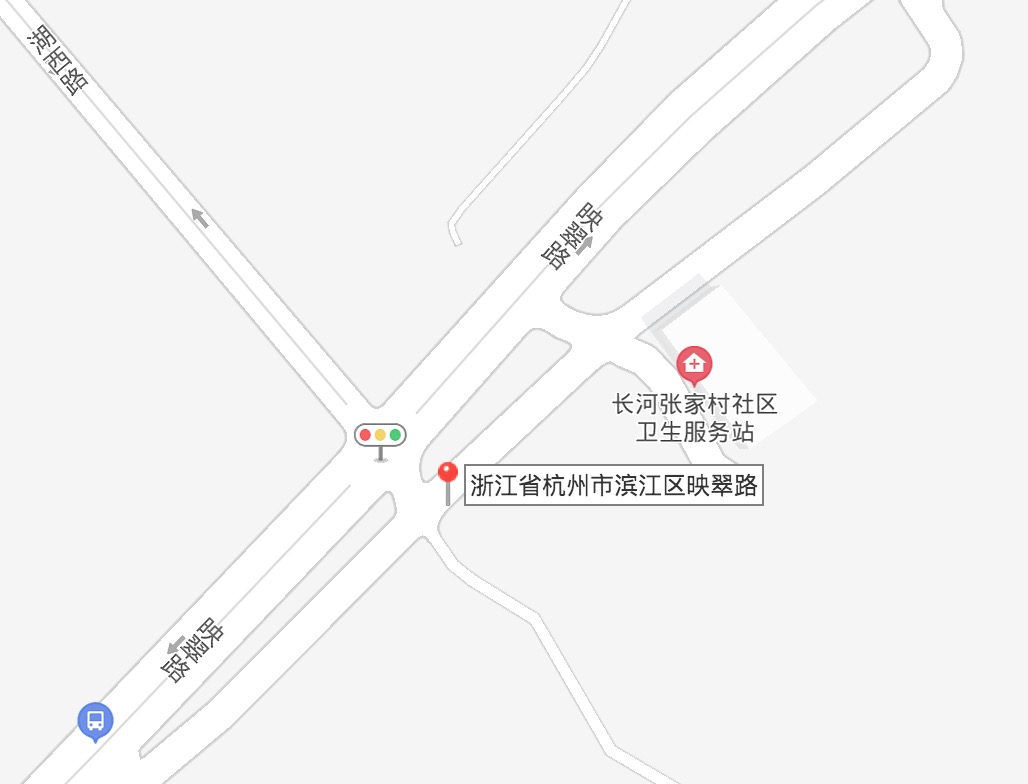 湖西路
映翠路
长河张家村社区
卫生服务站
浙江省杭州市滨江区映翠路
映翠路